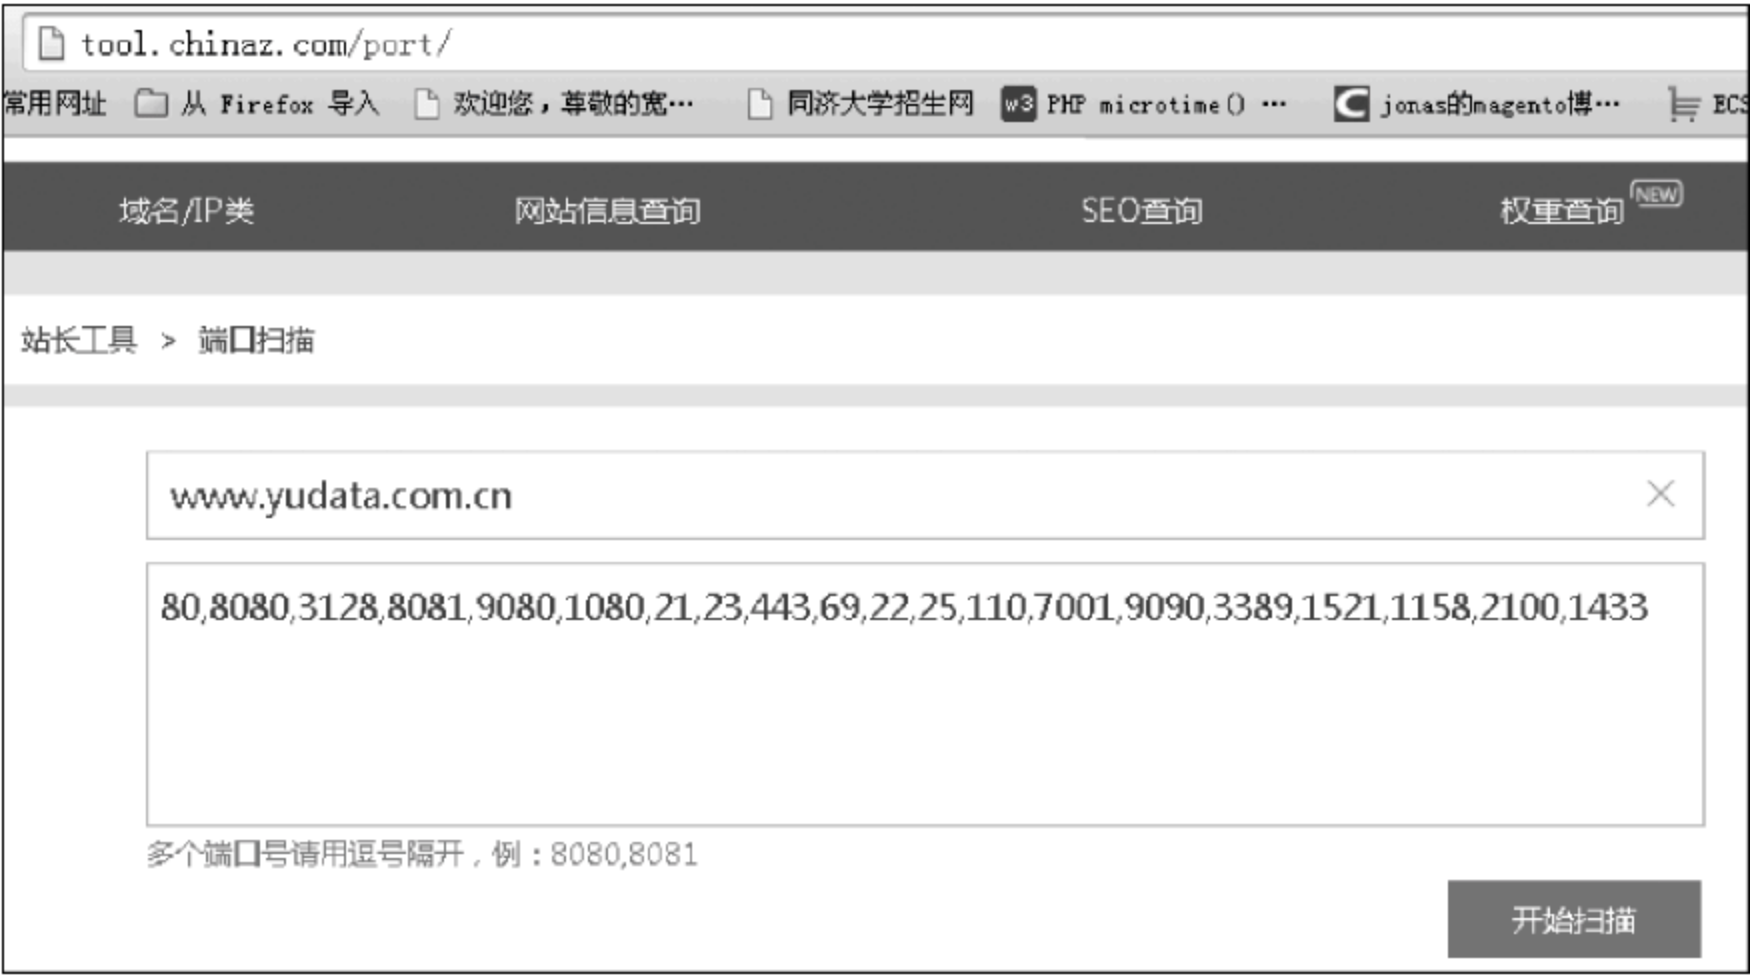 tool.chinaz.com/port/
常用网址 从 Firefox 导入 欢迎您，尊敬的宽… 同济大学招生网 w3 PHP microtime() … jonas的magento博… ECS
域名/IP类 网站信息查询 SEO查询 权重查询 NEW
站长工具 > 端口扫描
www.yudata.com.cn
80,8080,3128,8081,9080,1080,21,23,443,69,22,25,110,7001,9090,3389,1521,1158,2100,1433
多个端口号请用逗号隔开，例：8080,8081
开始扫描